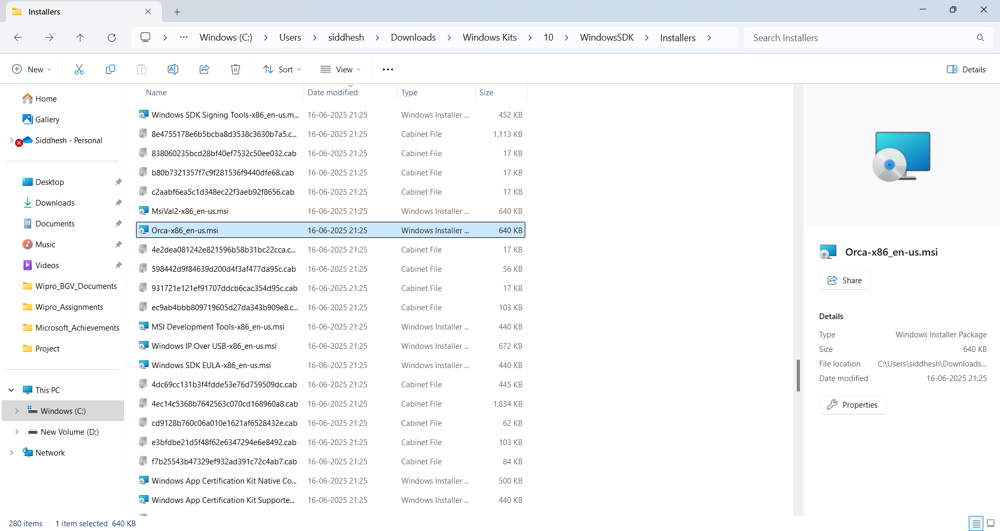 Installers
Windows (C:) > Users > siddhesh > Downloads > Windows Kits > 10 > WindowsSDK > Installers >
Search Installers
New
Sort
View
Details
Home
Gallery
Siddhesh - Personal
Desktop
Downloads
Documents
Music
Videos
Wipro_BGV_Documents
Wipro_Assignments
Microsoft_Achievements
Project
This PC
Windows (C:)
New Volume (D:)
Network
Name Date modified Type Size
Windows SDK Signing Tools-x86_en-us.m... 16-06-2025 21:25 Windows Installer ... 452 KB
8e4755178e6b5bcba8d3538c3630b7a5.c... 16-06-2025 21:25 Cabinet File 1,113 KB
838060235bcd28bf40ef7532c50ee032.cab 16-06-2025 21:25 Cabinet File 17 KB
b80b7321357f7c9f281536f9440dfe68.cab 16-06-2025 21:25 Cabinet File 17 KB
c2aabf6ea5c1d348ec22f3aeb92f8656.cab 16-06-2025 21:25 Cabinet File 17 KB
MsiVal2-x86_en-us.msi 16-06-2025 21:25 Windows Installer ... 640 KB
Orca-x86_en-us.msi 16-06-2025 21:25 Windows Installer ... 640 KB
4e2dea081242e821596b58b31bc22cca.c... 16-06-2025 21:25 Cabinet File 17 KB
598442d9f84639d200d4f3af477da95c.cab 16-06-2025 21:25 Cabinet File 56 KB
931721e121ef91707ddcb6cac354d95c.cab 16-06-2025 21:25 Cabinet File 17 KB
ec9ab4bbb809719605d27da343b909e8.c... 16-06-2025 21:25 Cabinet File 103 KB
MSI Development Tools-x86_en-us.msi 16-06-2025 21:25 Windows Installer ... 440 KB
Windows IP Over USB-x86_en-us.msi 16-06-2025 21:25 Windows Installer ... 672 KB
Windows SDK EULA-x86_en-us.msi 16-06-2025 21:25 Windows Installer ... 440 KB
4dc69cc131b3f4fdde53e76d759509dc.cab 16-06-2025 21:25 Cabinet File 445 KB
4ec14c5368b7642563c070cd168960a8.cab 16-06-2025 21:25 Cabinet File 1,834 KB
cd9128b760c06a010e1621af6528432e.cab 16-06-2025 21:25 Cabinet File 62 KB
e3bfdbe21d5f48f62e6347294e6e8492.cab 16-06-2025 21:25 Cabinet File 103 KB
f7b25543b47329ef932ad391c72c4ab7.cab 16-06-2025 21:25 Cabinet File 84 KB
Windows App Certification Kit Native Co... 16-06-2025 21:25 Windows Installer ... 500 KB
Windows App Certification Kit Supporte... 16-06-2025 21:25 Windows Installer ... 440 KB
Orca-x86_en-us.msi
Share
Details
Type Windows Installer Package
Size 640 KB
File location C:\Users\siddhesh\Downloads...
Date modified 16-06-2025 21:25
Properties
280 items 1 item selected 640 KB